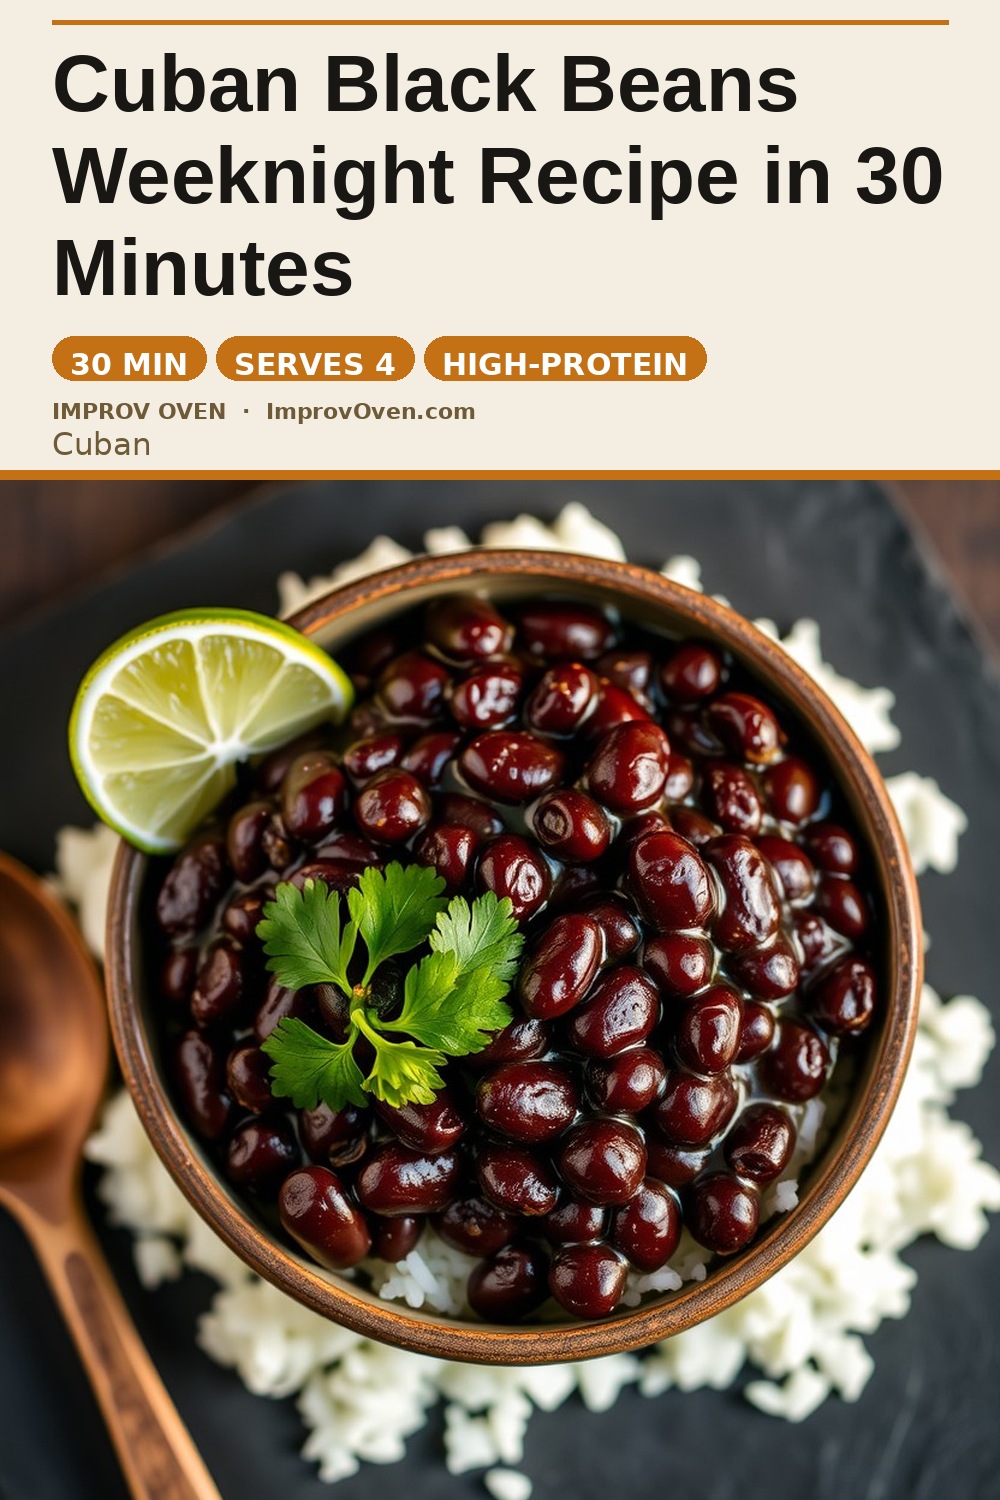 Cuban Black Beans
Weeknight Recipe in 30
Minutes
30 MIN SERVES 4 HIGH-PROTEIN
IMPROV OVEN · ImprovOven.com
Cuban